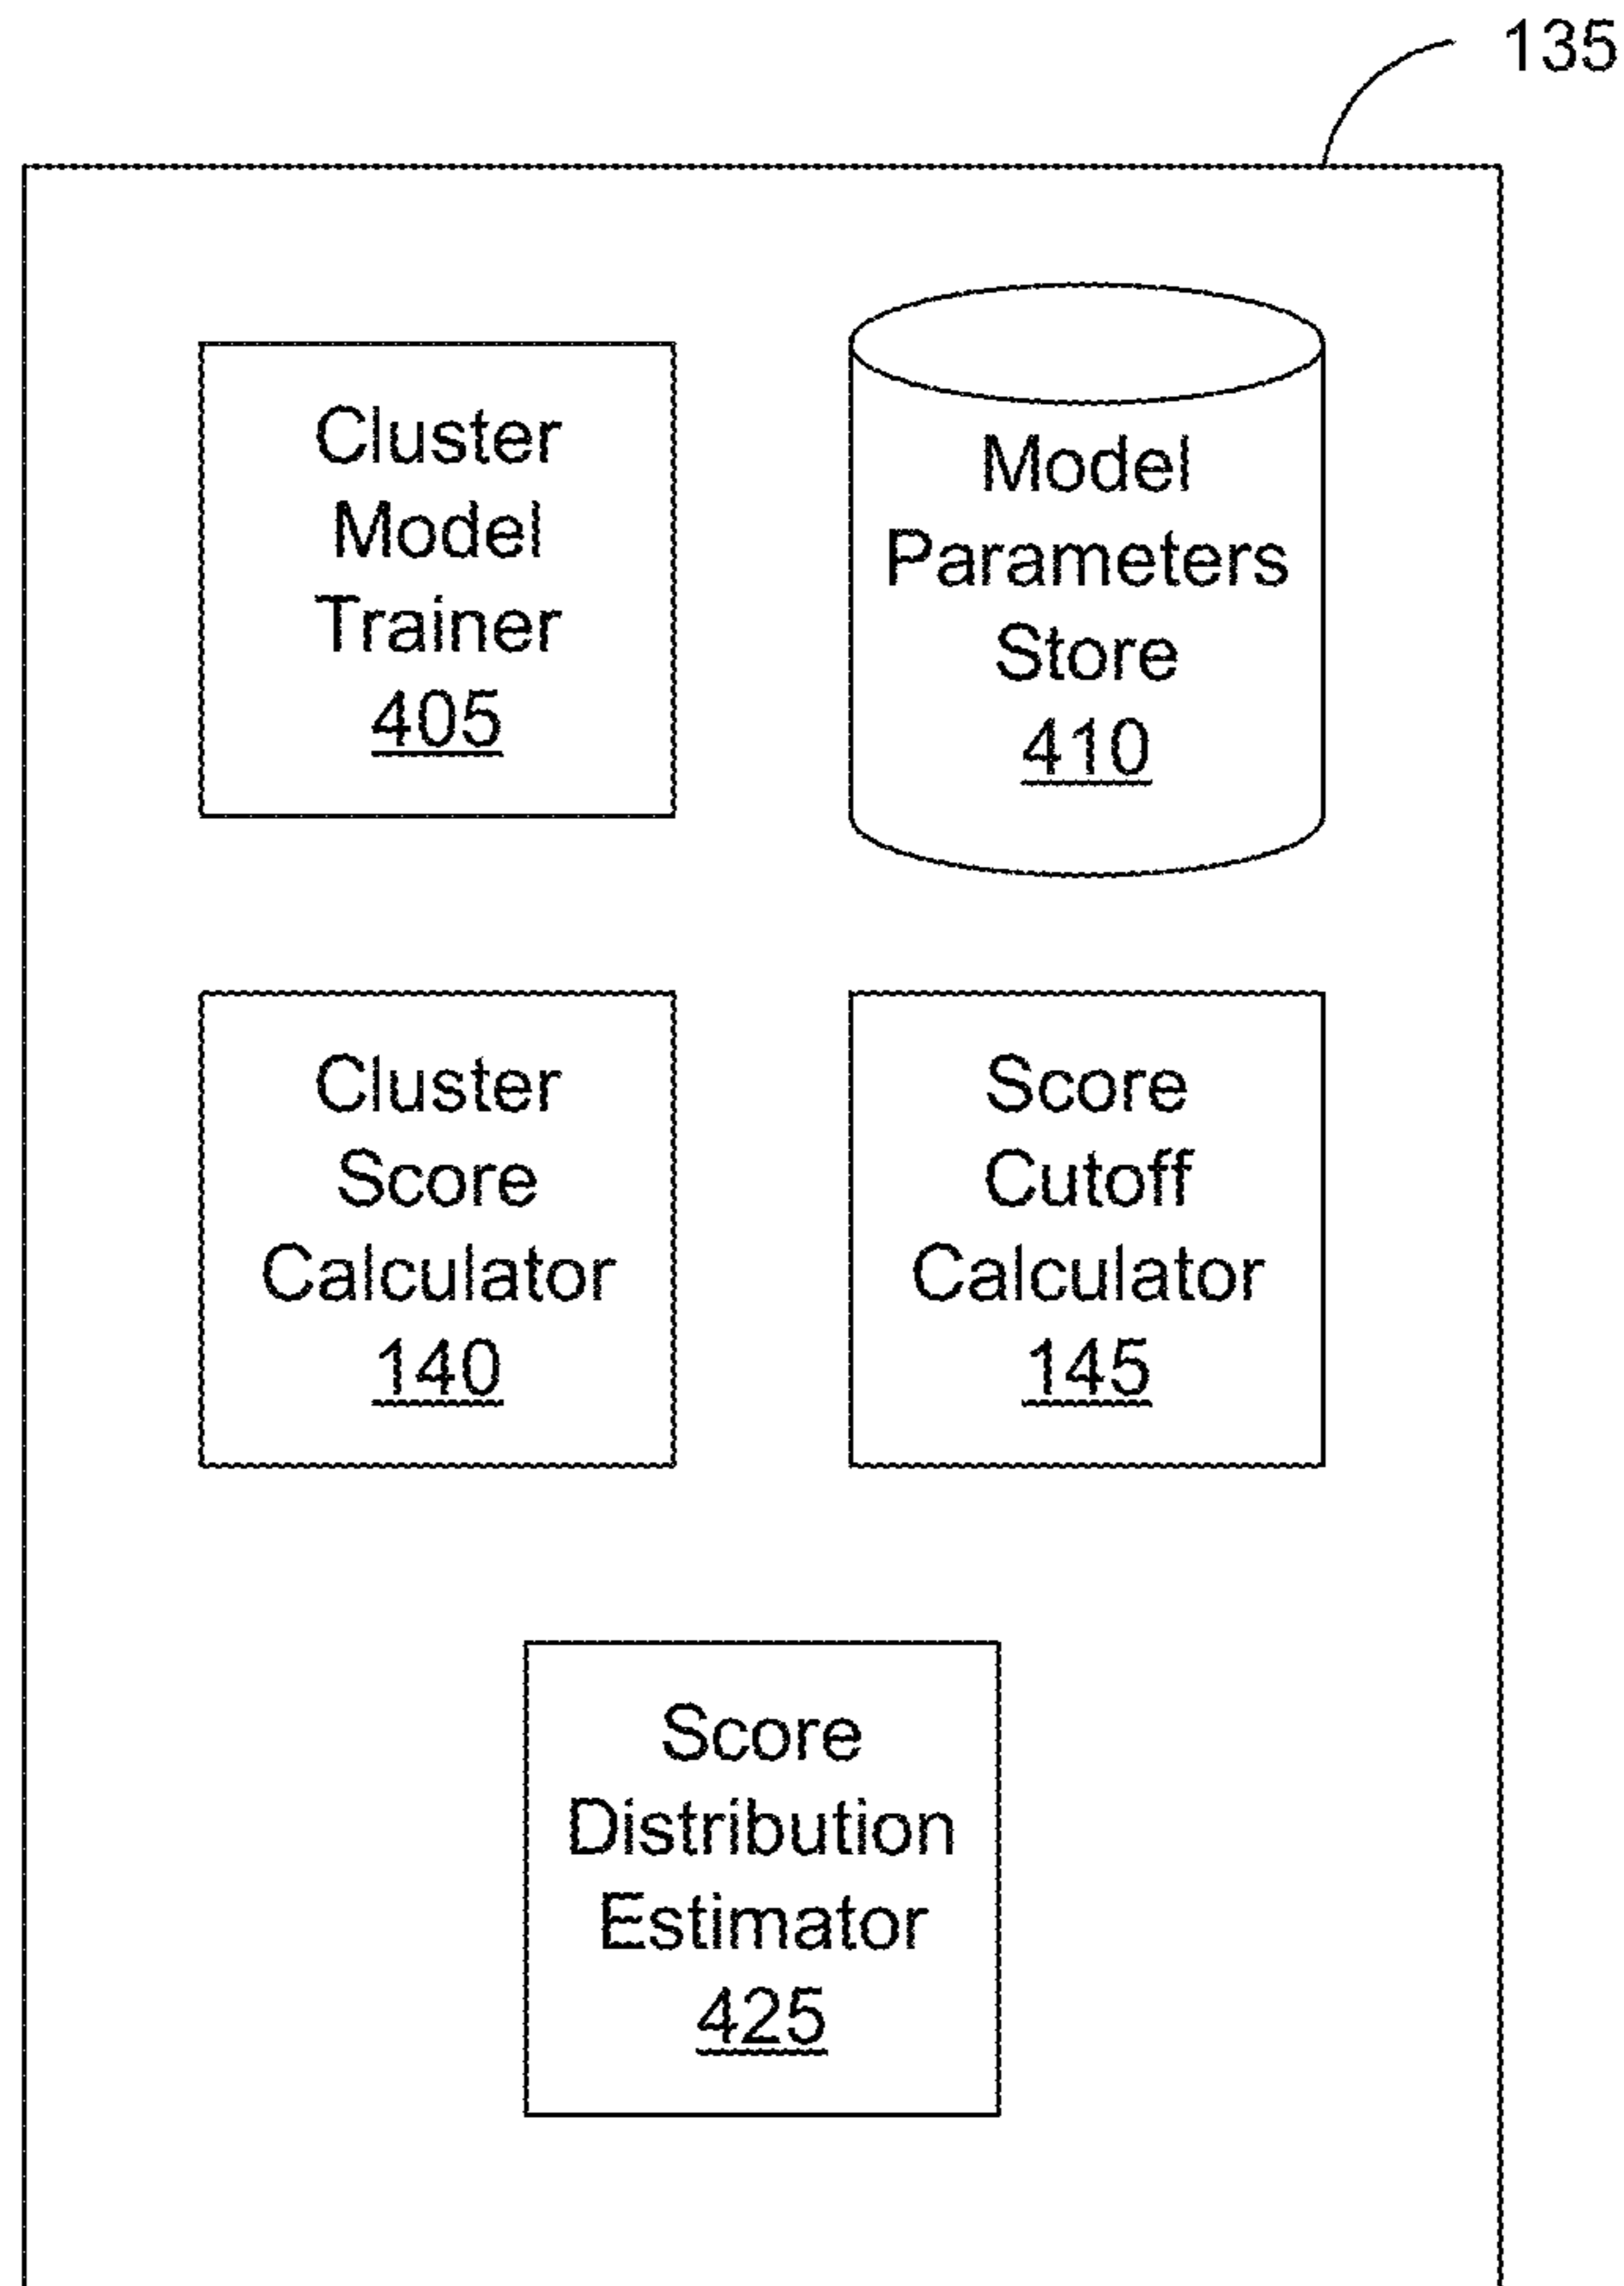 135
Cluster
Model
Trainer
405
Model
Parameters
Store
410
Cluster
Score
Calculator
140
Score
Cutoff
Calculator
145
Score
Distribution
Estimator
425